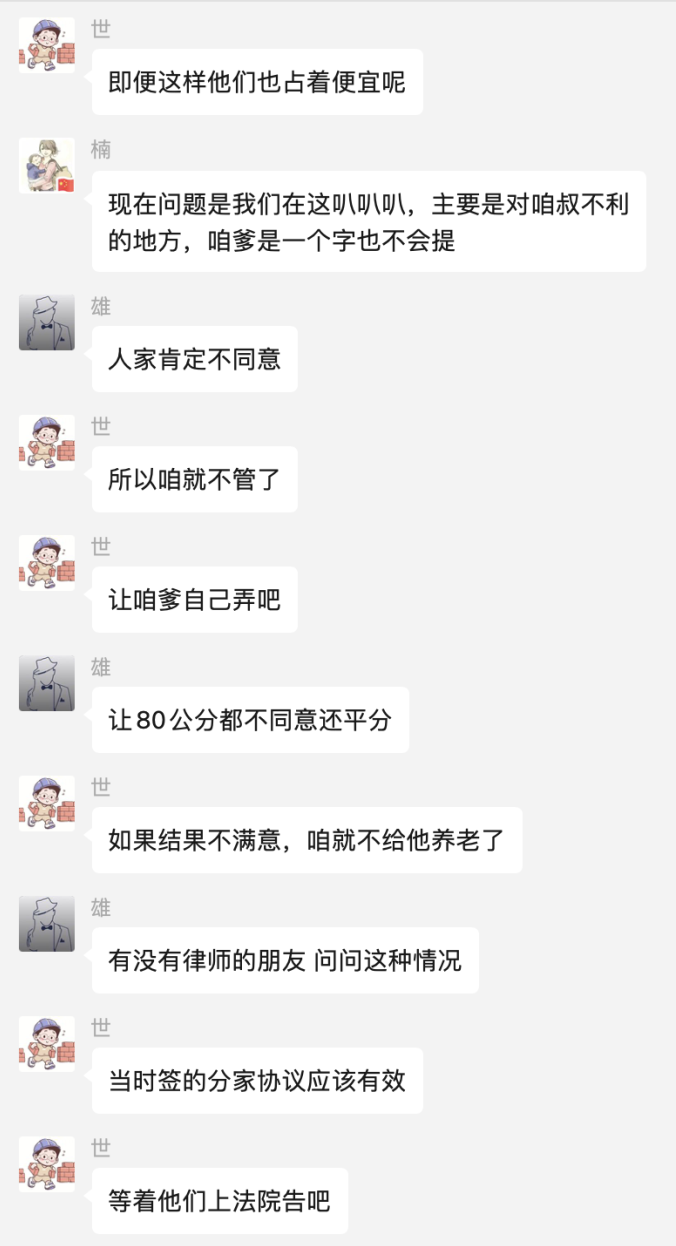 世
即便这样他们也占着便宜呢
楠
现在问题是我们在这叭叭叭，主要是对咱叔不利
的地方，咱爹是一个字也不会提
雄
人家肯定不同意
世
所以咱就不管了
世
让咱爹自己弄吧
雄
让80公分都不同意还平分
世
如果结果不满意，咱就不给他养老了
雄
有没有律师的朋友 问问这种情况
世
当时签的分家协议应该有效
世
等着他们上法院告吧